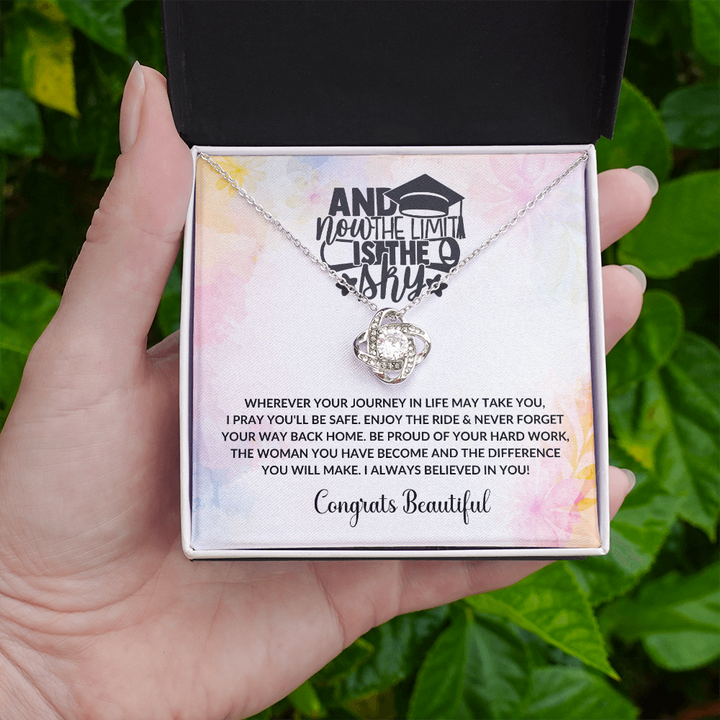 AND
NOW THE LIMIT
IS THE
SKY
WHEREVER YOUR JOURNEY IN LIFE MAY TAKE YOU,
I PRAY YOU'LL BE SAFE. ENJOY THE RIDE & NEVER FORGET
YOUR WAY BACK HOME. BE PROUD OF YOUR HARD WORK,
THE WOMAN YOU HAVE BECOME AND THE DIFFERENCE
YOU WILL MAKE. I ALWAYS BELIEVED IN YOU!
Congrats Beautiful